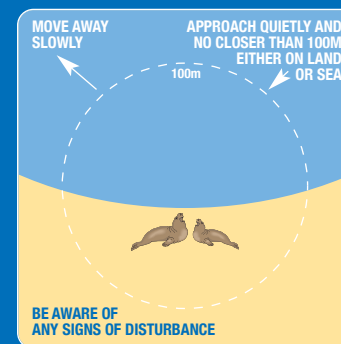 MOVE AWAY
SLOWLY
APPROACH QUIETLY AND
NO CLOSER THAN 100M
EITHER ON LAND
OR SEA
100m
BE AWARE OF
ANY SIGNS OF DISTURBANCE